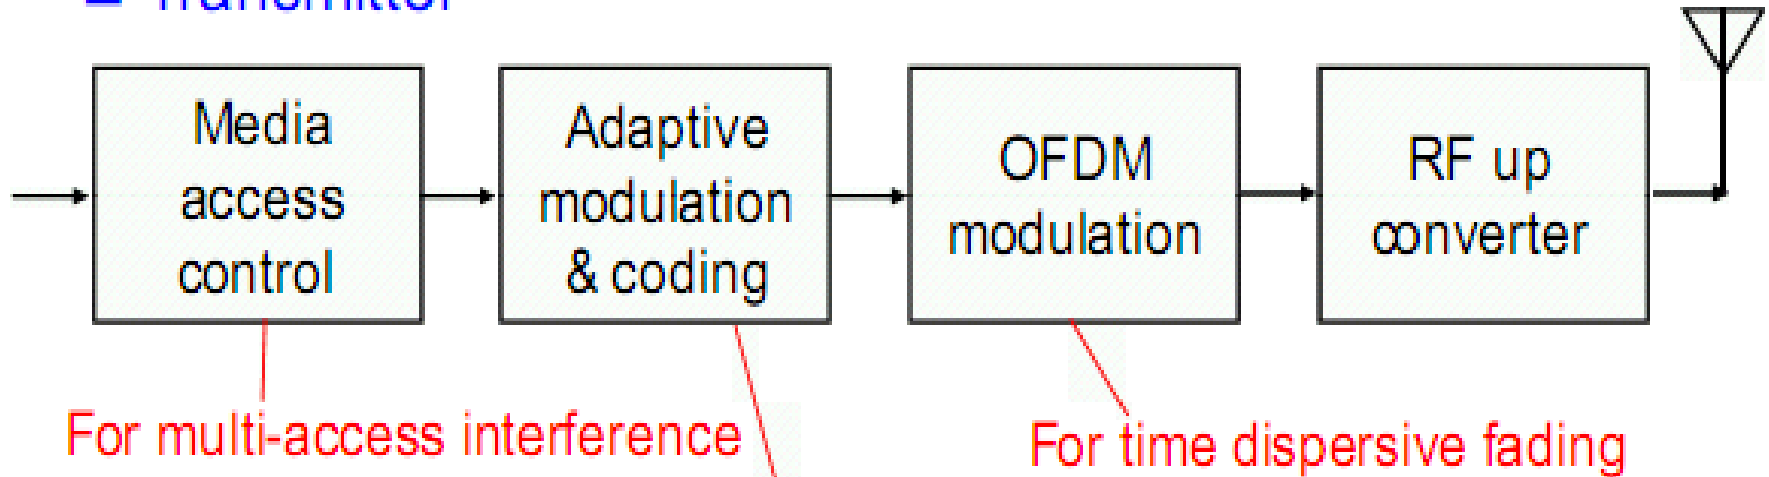 Transmitter
Media
access
control
Adaptive
modulation
& coding
OFDM
modulation
RF up
converter
For multi-access interference
For time dispersive fading